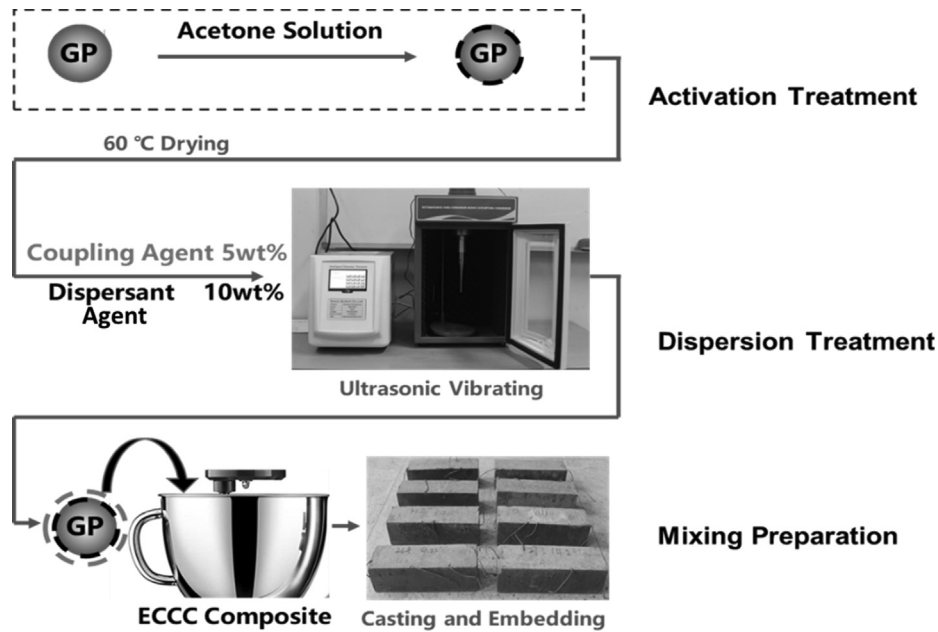 GP
Acetone Solution
GP
Activation Treatment
60 ℃ Drying
Coupling Agent 5wt%
Dispersant 10wt%
Agent
Ultrasonic Vibrating
Dispersion Treatment
GP
ECCC Composite
Casting and Embedding
Mixing Preparation